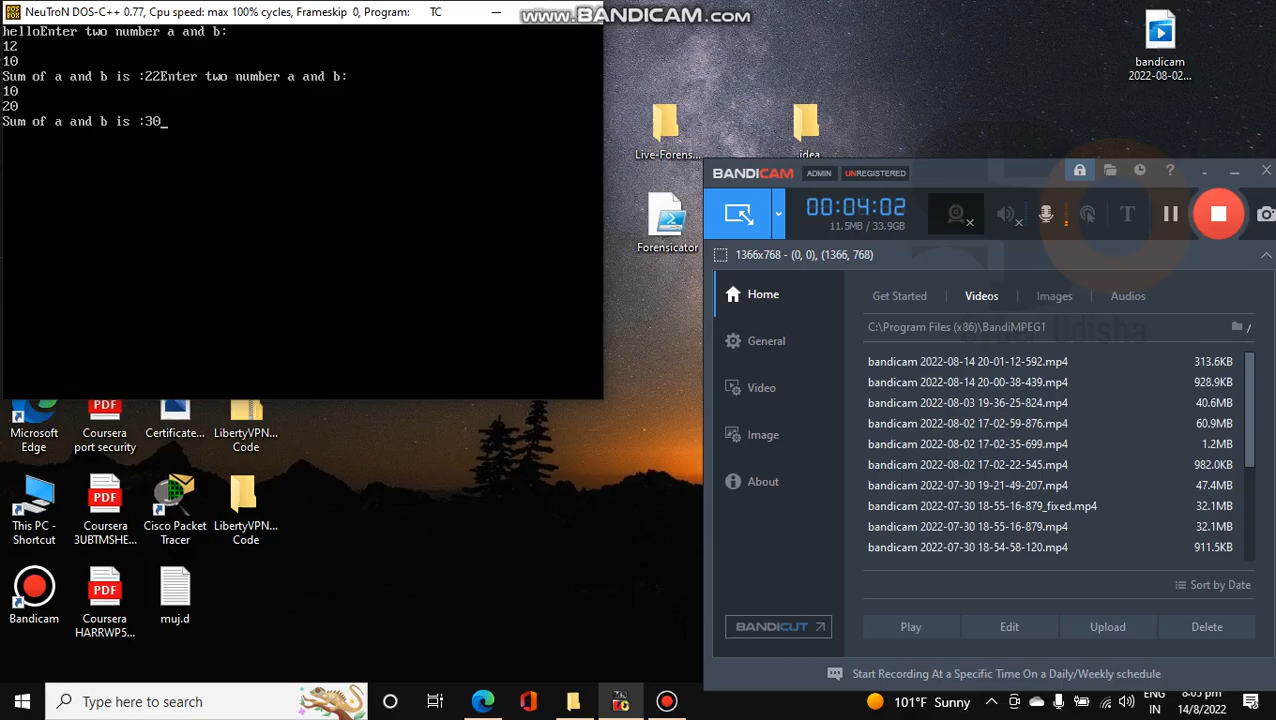 NeuTroN DOS-C++ 0.77, Cpu speed: max 100% cycles, Frameskip 0, Program: TC
www.BANDICAM.com
helloEnter two number a and b:
12
10
Sum of a and b is :22Enter two number a and b:
10
20
Sum of a and b is :30_
bandicam
2022-08-02...
Live-Forens...
.idea
Forensicator
BANDICAM
ADMIN
UNREGISTERED
00:04:02
11.5MB / 33.9GB
1366x768 - (0, 0), (1366, 768)
Home
General
Video
Image
About
BANDICUT
Get Started
Videos
Images
Audios
C:\Program Files (x86)\BandiMPEG1
bandicam 2022-08-14 20-01-12-592.mp4 313.6KB
bandicam 2022-08-14 20-00-38-439.mp4 828.9KB
bandicam 2022-08-03 19-36-25-824.mp4 40.6MB
bandicam 2022-08-02 17-02-59-876.mp4 60.9MB
bandicam 2022-08-02 17-02-35-699.mp4 1.2MB
bandicam 2022-08-02 17-02-22-545.mp4 982.0KB
bandicam 2022-07-30 19-21-49-207.mp4 47.4MB
bandicam 2022-07-30 18-55-16-879_fixed.mp4 32.1MB
bandicam 2022-07-30 18-55-16-879.mp4 32.1MB
bandicam 2022-07-30 18-54-58-120.mp4 911.5KB
Sort by Date
Play
Edit
Upload
Delete
Start Recording At a Specific Time On a Daily/Weekly schedule
Microsoft
Edge
PDF
Coursera
port security
Certificate...
LibertyVPN_
Code
This PC -
Shortcut
PDF
Coursera
3UBTMSHE...
Cisco Packet
Tracer
LibertyVPN_
Code
Bandicam
PDF
Coursera
HARRWP5...
muj.d
Type here to search
101°F Sunny
ENG
IN
8:05 pm
14/8/2022